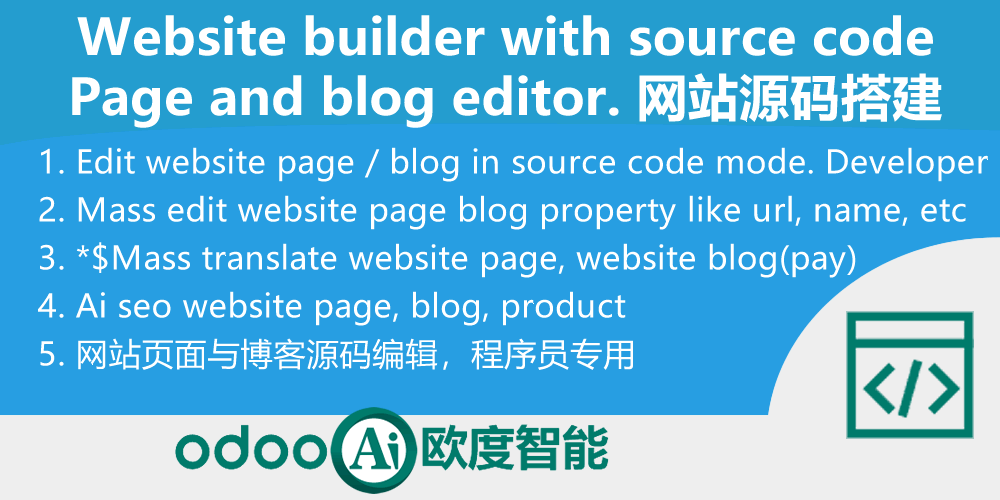 Website builder with source code
Page and blog editor. 网站源码搭建
1. Edit website page / blog in source code mode. Developer
2. Mass edit website page blog property like url, name, etc
3. *$Mass translate website page, website blog(pay)
4. Ai seo website page, blog, product
5. 网站页面与博客源码编辑，程序员专用
</>
odoo Ai 欧度智能